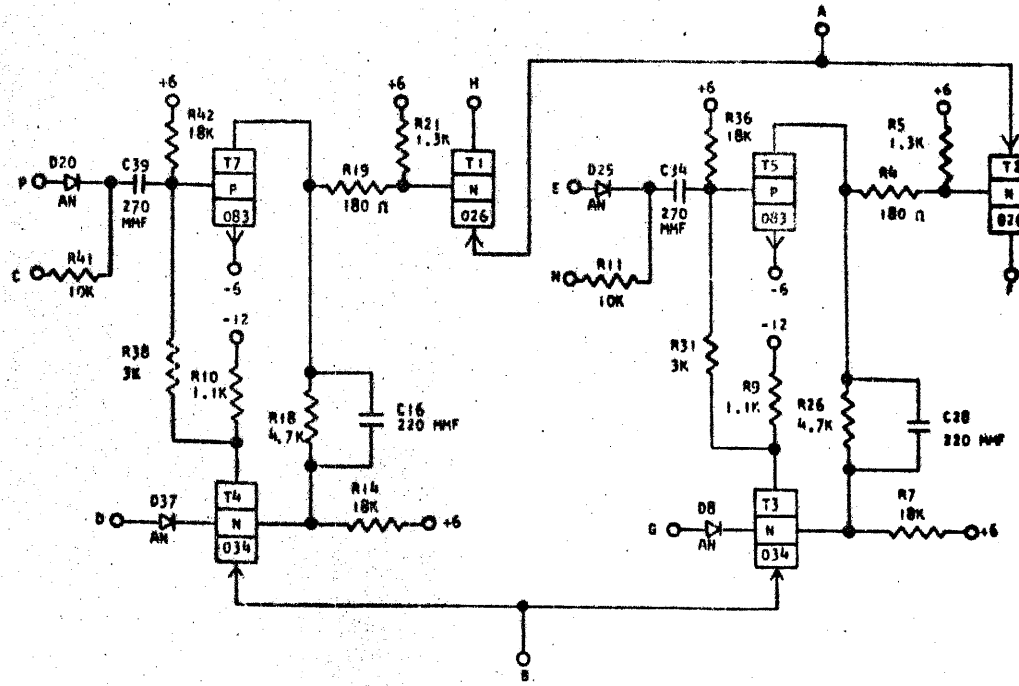 A
+6
R42
18K
+6
H
R21
1.3K
+6
R36
18K
+6
R5
1.3K
D20
P
AN
C39
270
MMF
T7
P
083
-6
R19
180 Ω
T1
N
026
D25
E
AN
C34
270
MMF
T5
P
083
-6
R4
180 Ω
T2
N
026
F
C
R41
10K
N
R11
10K
-12
R38
3K
R10
1.1K
R18
4.7K
C16
220 MMF
-12
R31
3K
R9
1.1K
R26
4.7K
C28
220 MMF
D
D37
AN
T4
N
034
R14
18K
+6
G
D8
AN
T3
N
034
R7
18K
+6
B